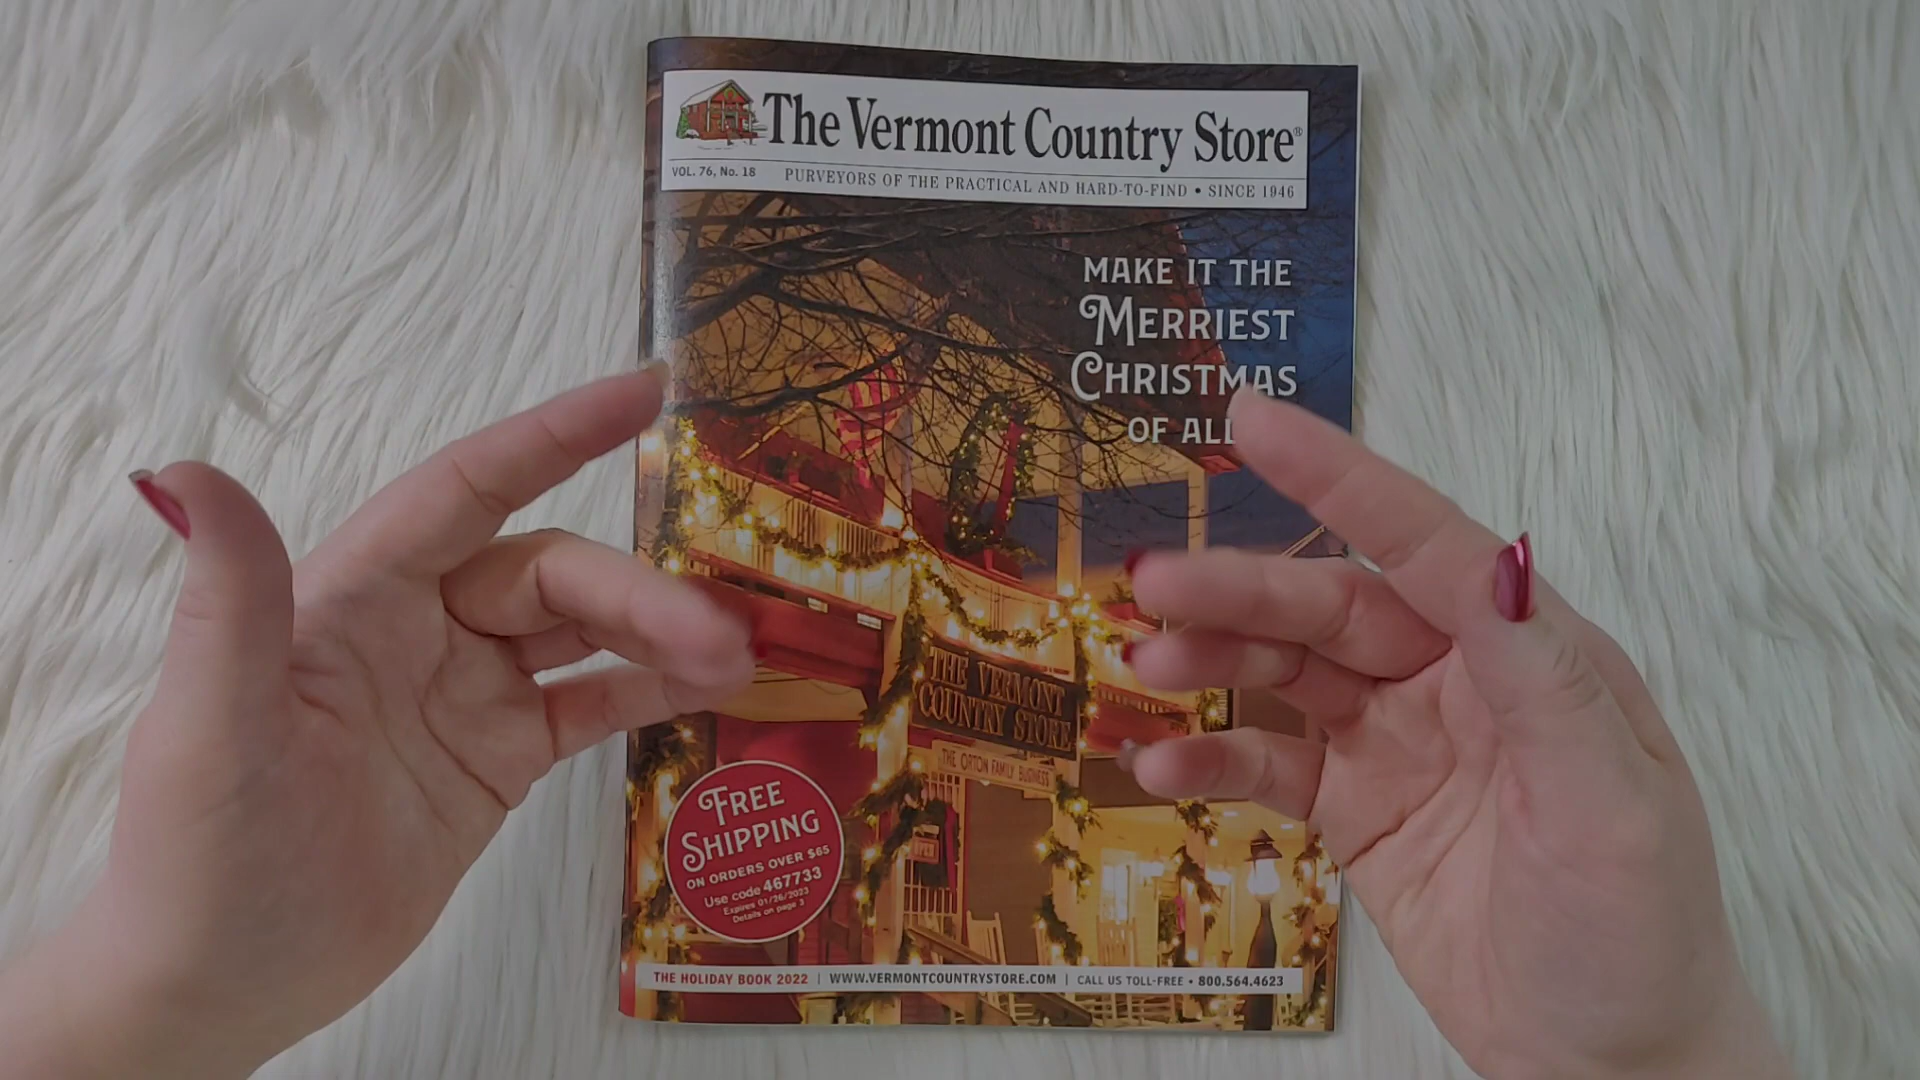 The Vermont Country Store®
VOL. 76, No. 18
PURVEYORS OF THE PRACTICAL AND HARD-TO-FIND • SINCE 1946
MAKE IT THE
MERRIEST
CHRISTMAS
OF ALL
THE VERMONT
COUNTRY STORE
THE ORTON FAMILY BUSINESS
OPEN
FREE
SHIPPING
ON ORDERS OVER $65
Use code 467733
Expires 01/26/2023
Details on page 3
THE HOLIDAY BOOK 2022 | WWW.VERMONTCOUNTRYSTORE.COM | CALL US TOLL-FREE • 800.564.4623